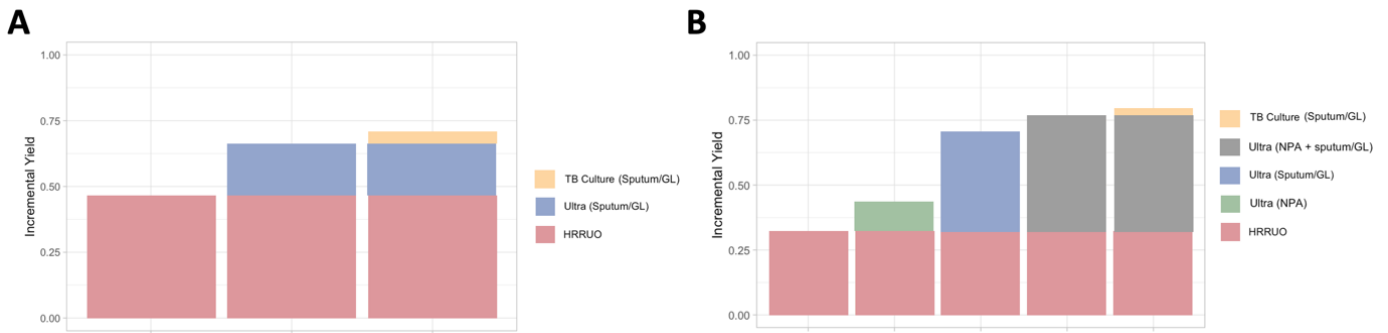 A
Incremental Yield
1.00
0.75
0.50
0.25
0.00
TB Culture (Sputum/GL)
Ultra (Sputum/GL)
HRRUO
B
Incremental Yield
1.00
0.75
0.50
0.25
0.00
TB Culture (Sputum/GL)
Ultra (NPA + sputum/GL)
Ultra (Sputum/GL)
Ultra (NPA)
HRRUO